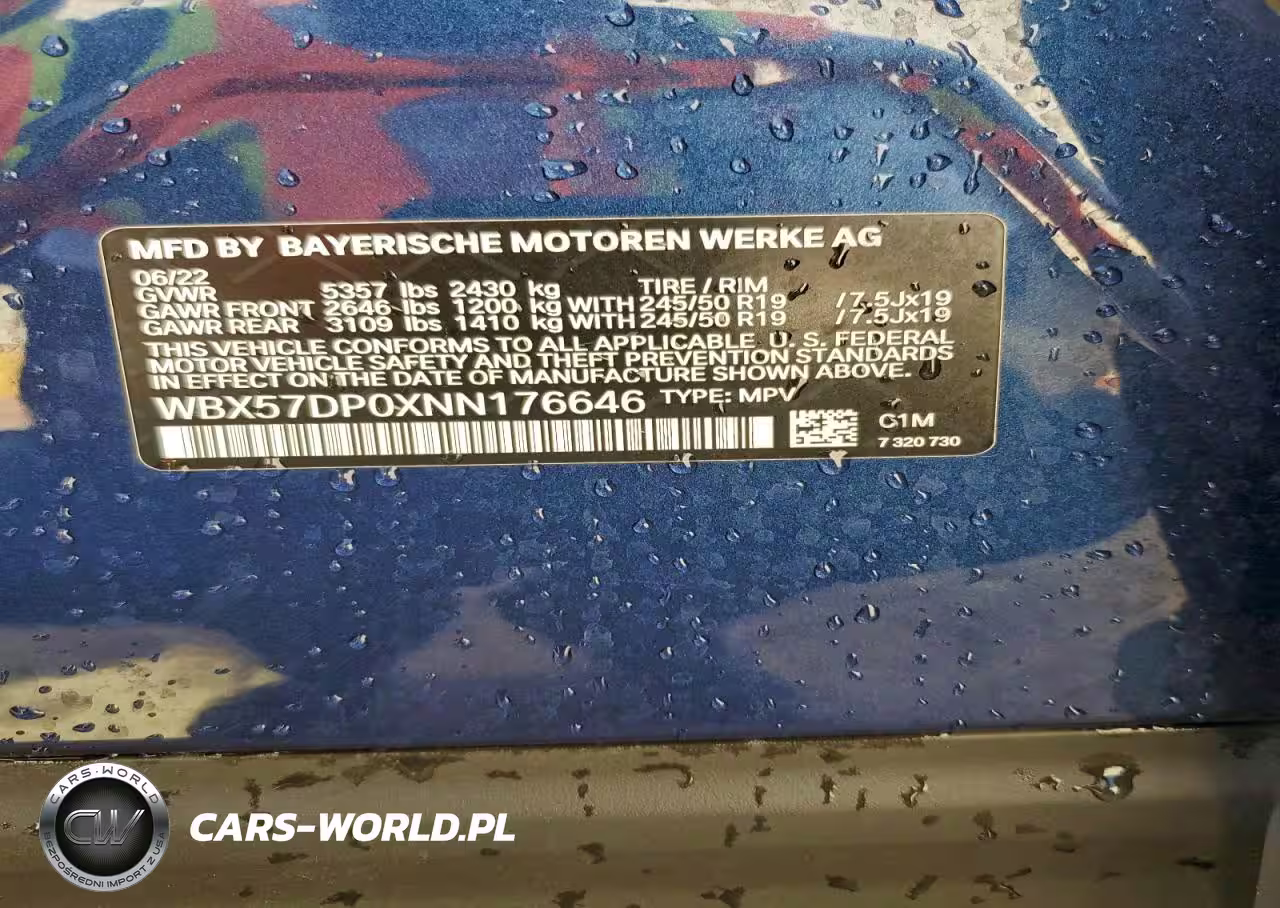 MFD BY BAYERISCHE MOTOREN WERKE AG
06/22
GVWR 5357 lbs 2430 kg TIRE / RIM
GAWR FRONT 2646 lbs 1200 kg WITH 245/50 R19 /7.5Jx19
GAWR REAR 3109 lbs 1410 kg WITH 245/50 R19 /7.5Jx19
THIS VEHICLE CONFORMS TO ALL APPLICABLE U. S. FEDERAL
MOTOR VEHICLE SAFETY AND THEFT PREVENTION STANDARDS
IN EFFECT ON THE DATE OF MANUFACTURE SHOWN ABOVE.
WBX57DP0XNN176646 TYPE: MPV
C1M
7 320 730
CARS-WORLD
CW
BEZPOŚREDNI IMPORT Z USA
CARS-WORLD.PL